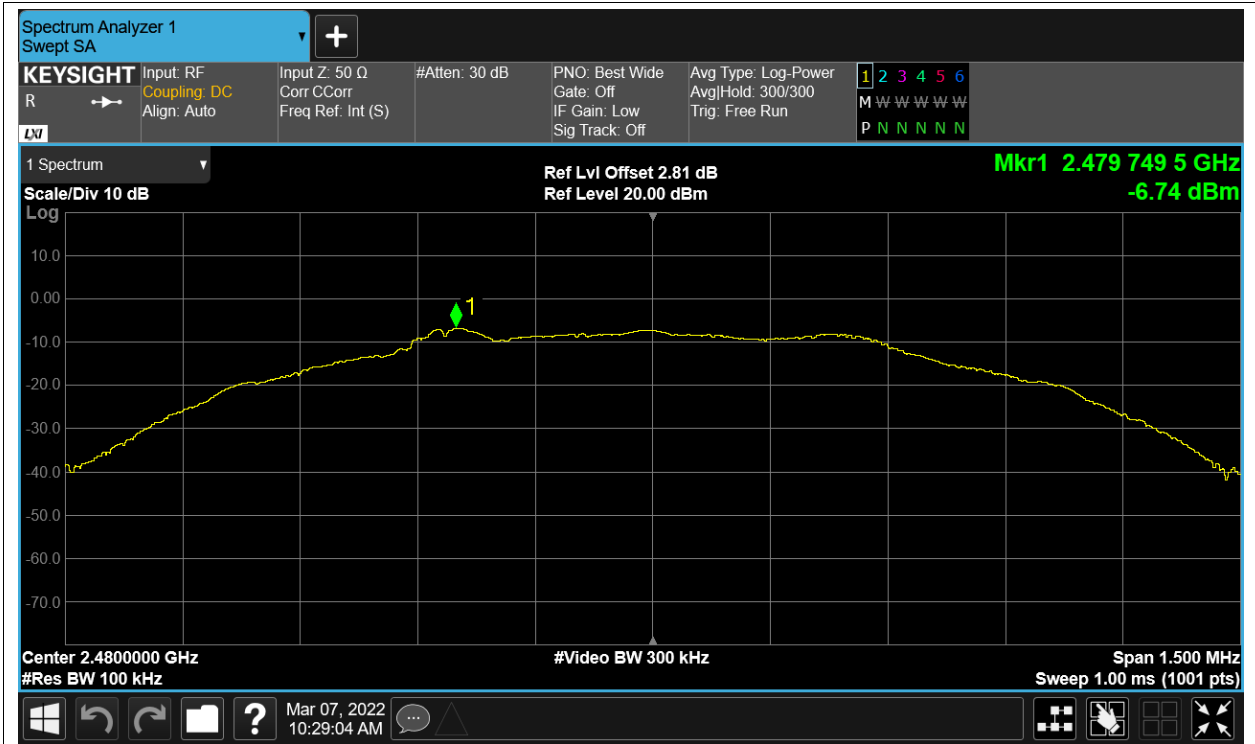 Spectrum Analyzer 1
Swept SA
KEYSIGHT
R
LXI
Input: RF
Coupling: DC
Align: Auto
Input Z: 50 Ω
Corr CCorr
Freq Ref: Int (S)
#Atten: 30 dB
PNO: Best Wide
Gate: Off
IF Gain: Low
Sig Track: Off
Avg Type: Log-Power
Avg|Hold: 300/300
Trig: Free Run
1 2 3 4 5 6
M W W W W W W
P N N N N N
1 Spectrum
Scale/Div 10 dB
Log
Ref Lvl Offset 2.81 dB
Ref Level 20.00 dBm
Mkr1 2.479 749 5 GHz
-6.74 dBm
10.0
0.00
1
-10.0
-20.0
-30.0
-40.0
-50.0
-60.0
-70.0
Center 2.4800000 GHz
#Video BW 300 kHz
Span 1.500 MHz
#Res BW 100 kHz
Sweep 1.00 ms (1001 pts)
?
Mar 07, 2022
10:29:04 AM